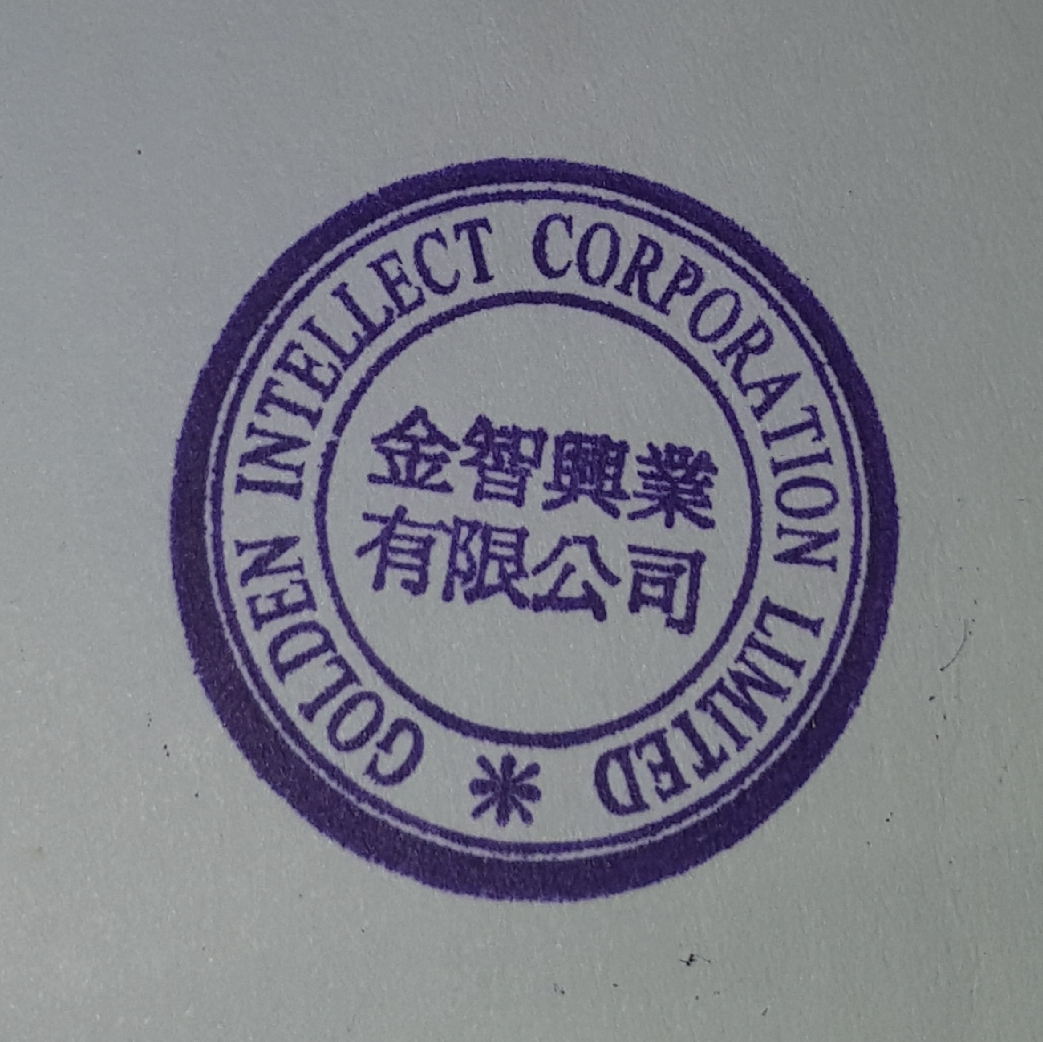 GOLDEN INTELLECT CORPORATION LIMITED
金智興業
有限公司